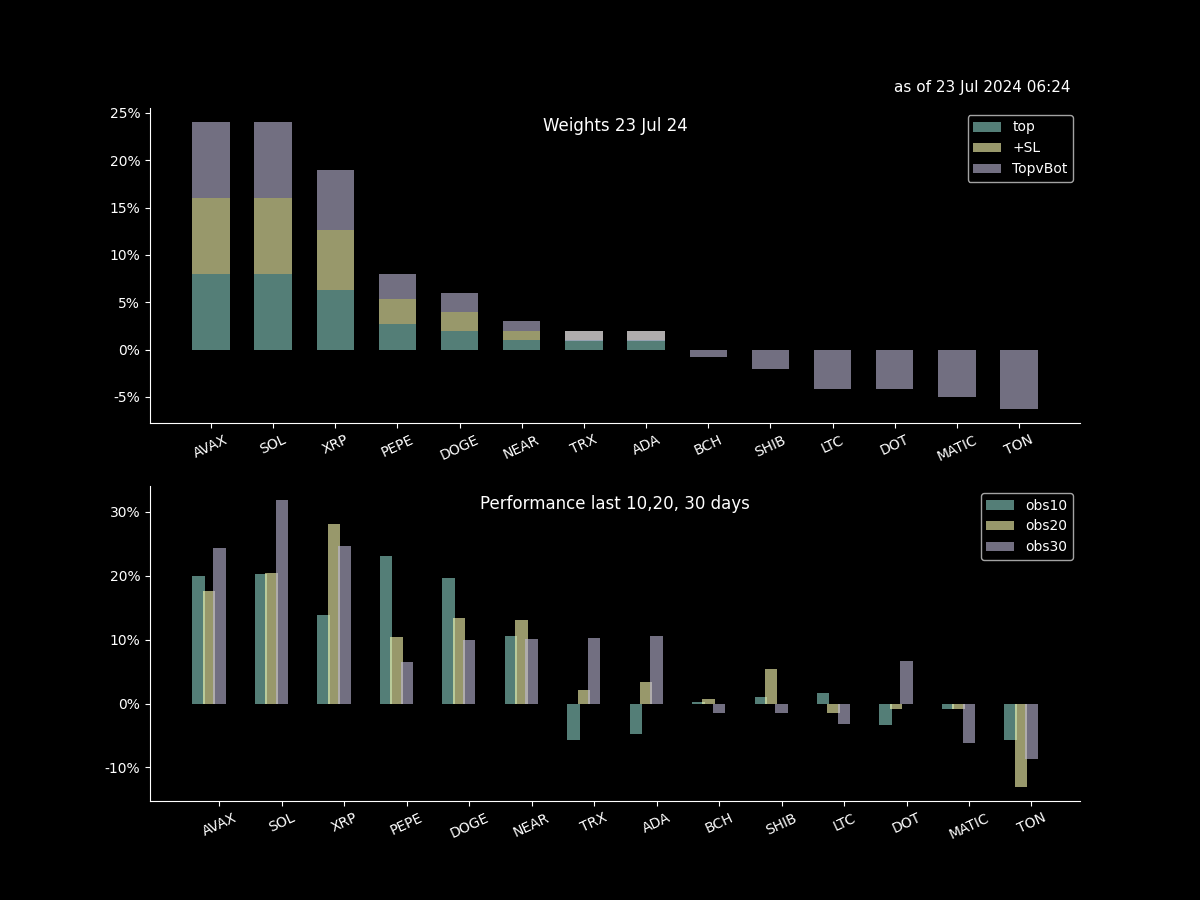 as of 23 Jul 2024 06:24
Weights 23 Jul 24
top
+SL
TopvBot
25%
20%
15%
10%
5%
0%
-5%
AVAX SOL XRP PEPE DOGE NEAR TRX ADA BCH SHIB LTC DOT MATIC TON
Performance last 10,20, 30 days
obs10
obs20
obs30
30%
20%
10%
0%
-10%
AVAX SOL XRP PEPE DOGE NEAR TRX ADA BCH SHIB LTC DOT MATIC TON